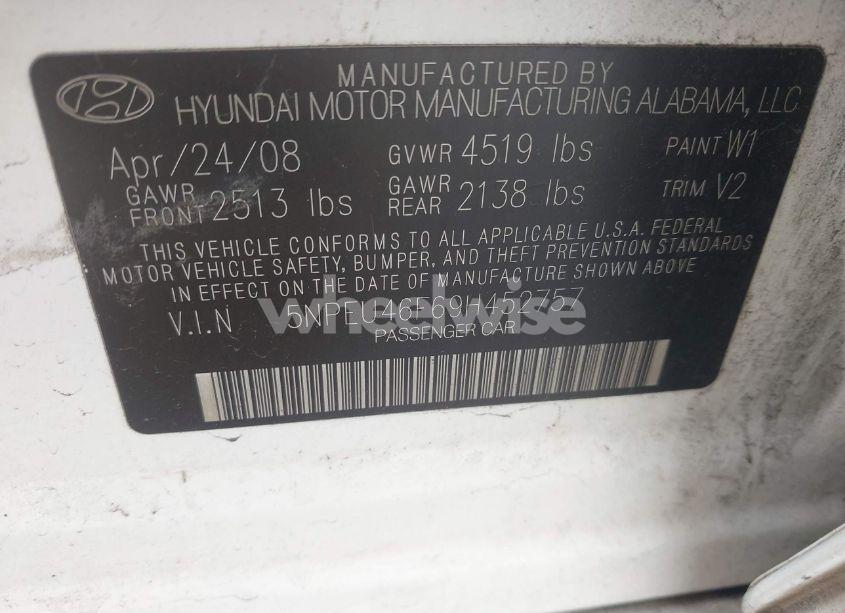 MANUFACTURED BY
HYUNDAI MOTOR MANUFACTURING ALABAMA, LLC
Apr/24/08 GVWR 4519 lbs PAINT W1
GAWR FRONT 2513 lbs GAWR REAR 2138 lbs TRIM V2
THIS VEHICLE CONFORMS TO ALL APPLICABLE U.S.A. FEDERAL
MOTOR VEHICLE SAFETY, BUMPER, AND THEFT PREVENTION STANDARDS
IN EFFECT ON THE DATE OF MANUFACTURE SHOWN ABOVE
V.I.N 5NPEU46F69H452757
PASSENGER CAR
wheelwise